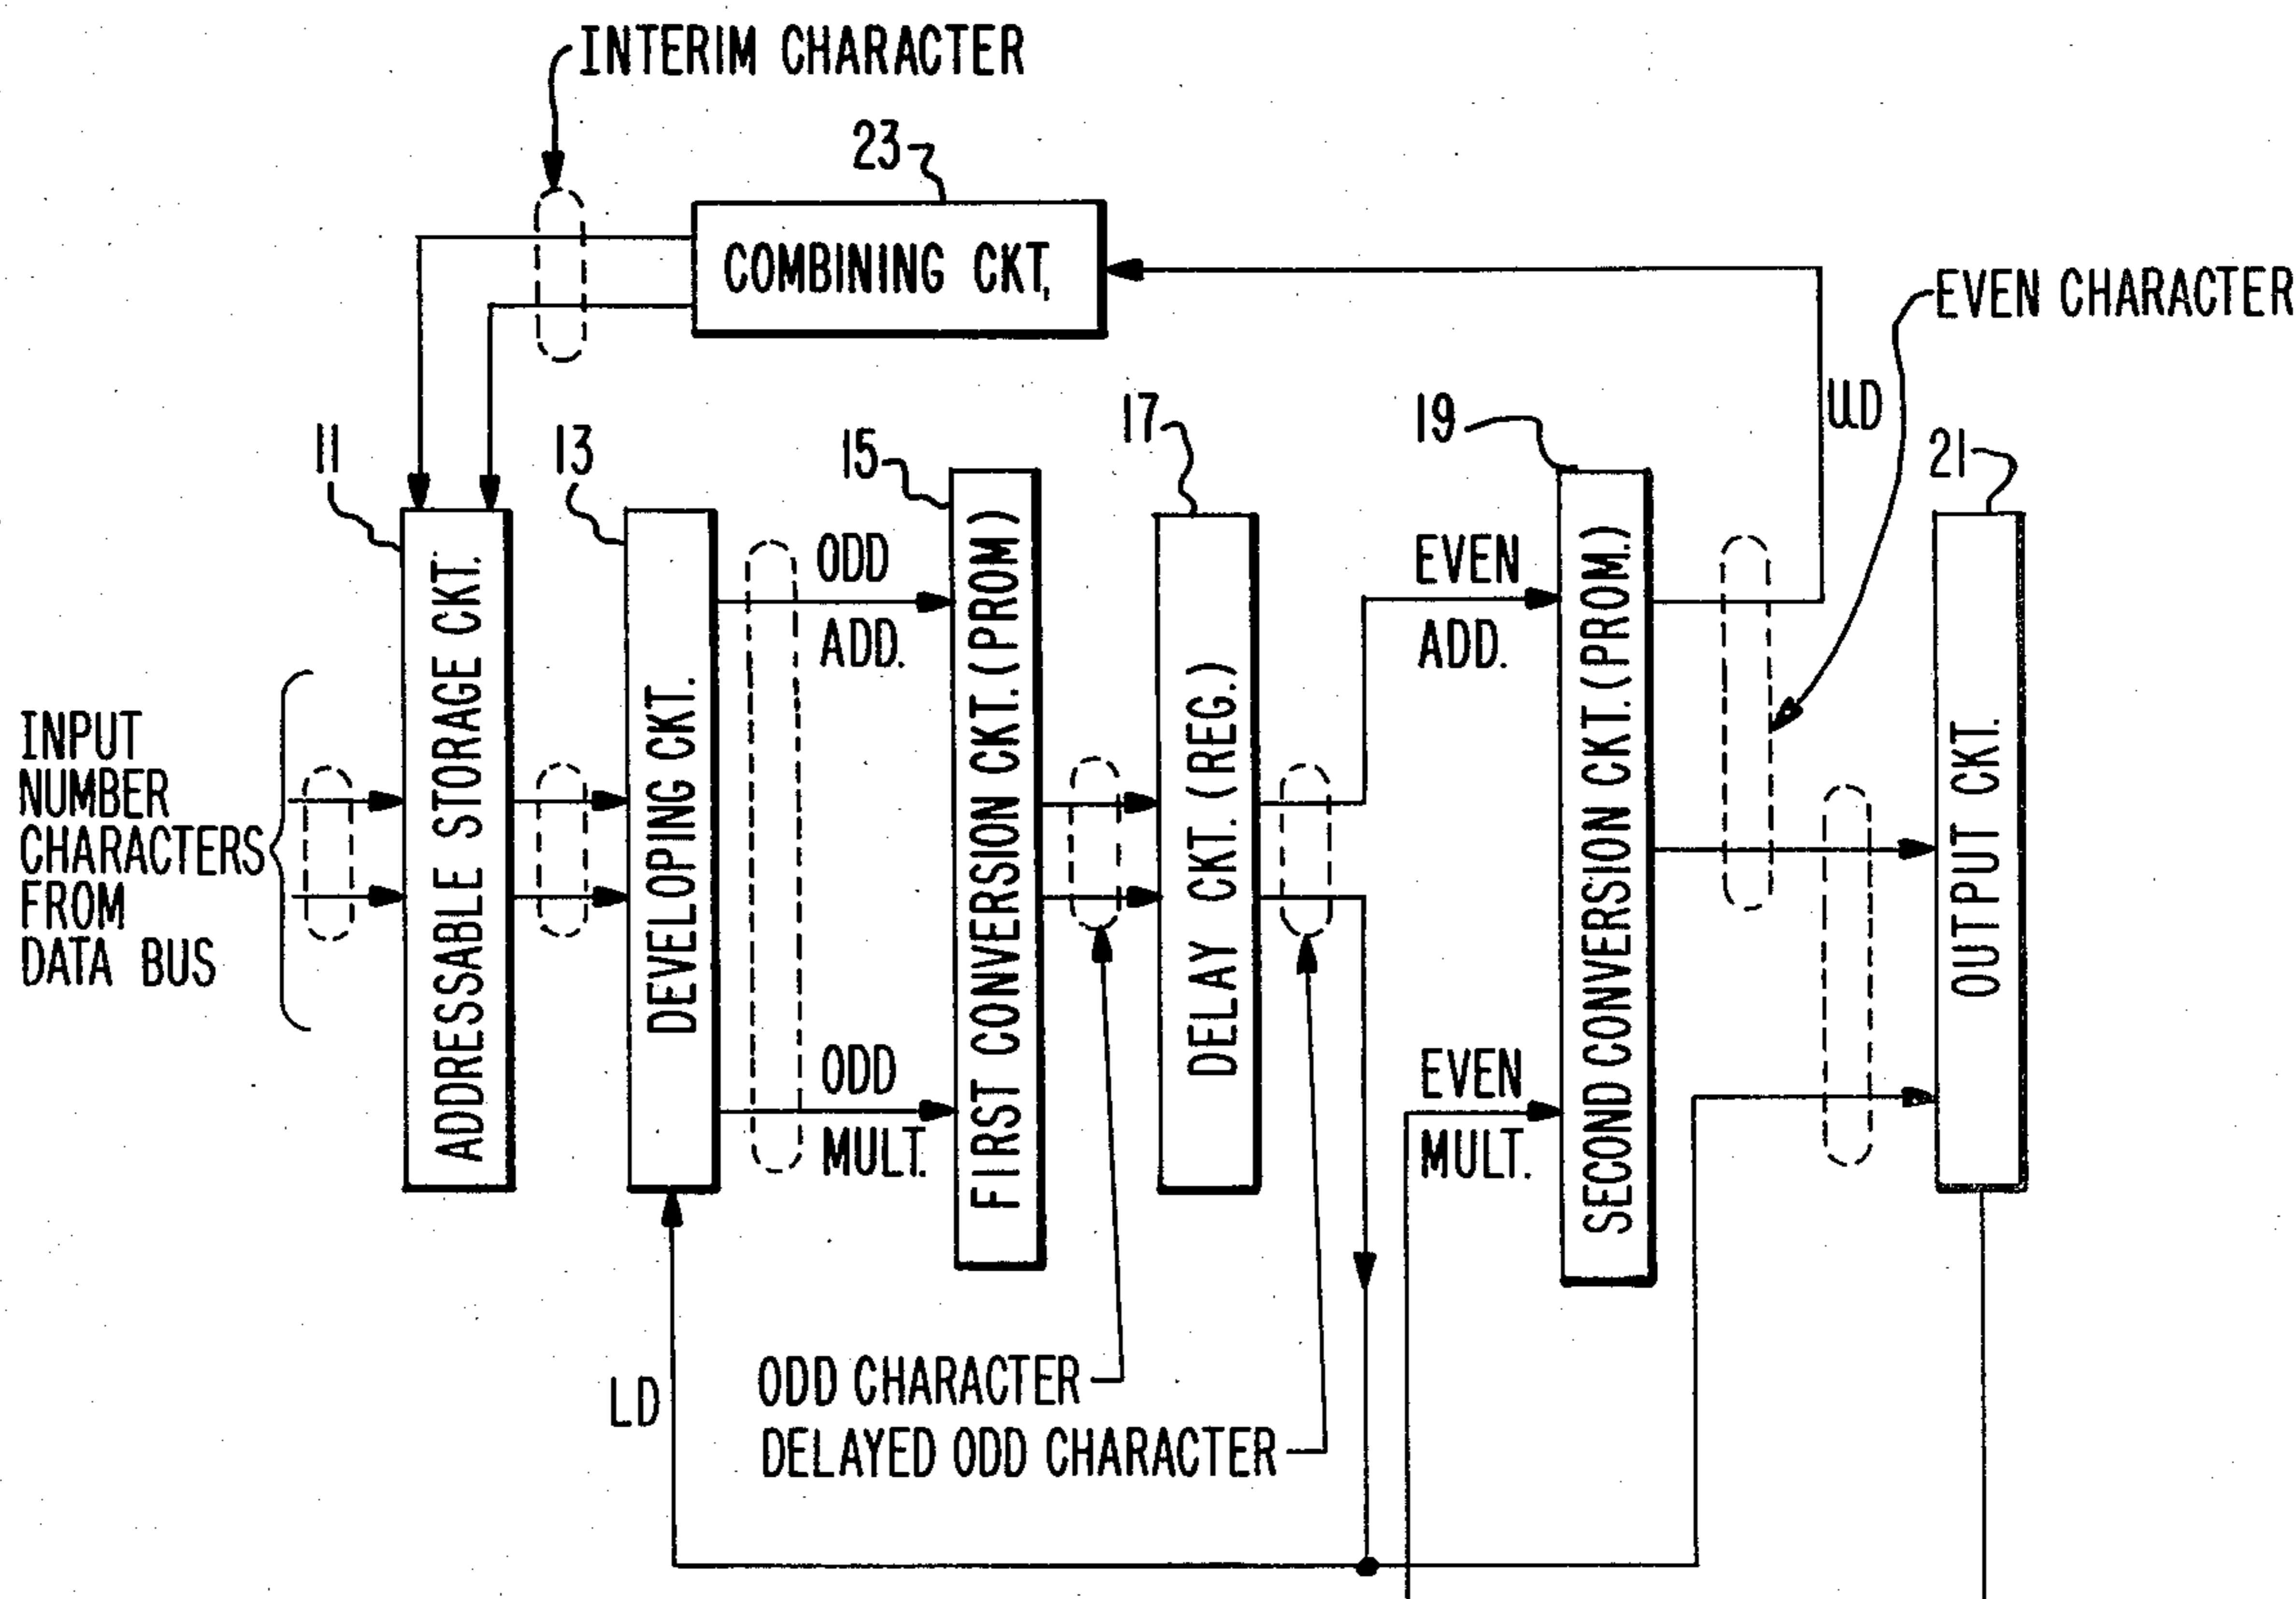 INTERIM CHARACTER
23
COMBINING CKT.
EVEN CHARACTER
UD
11
13
15
17
19
21
ADDRESSABLE STORAGE CKT.
DEVELOPING CKT.
ODD
ADD.
ODD
MULT.
FIRST CONVERSION CKT. (PROM)
DELAY CKT. (REG.)
EVEN
ADD.
EVEN
MULT.
SECOND CONVERSION CKT. (PROM.)
OUTPUT CKT.
INPUT
NUMBER
CHARACTERS
FROM
DATA BUS
LD
ODD CHARACTER
DELAYED ODD CHARACTER